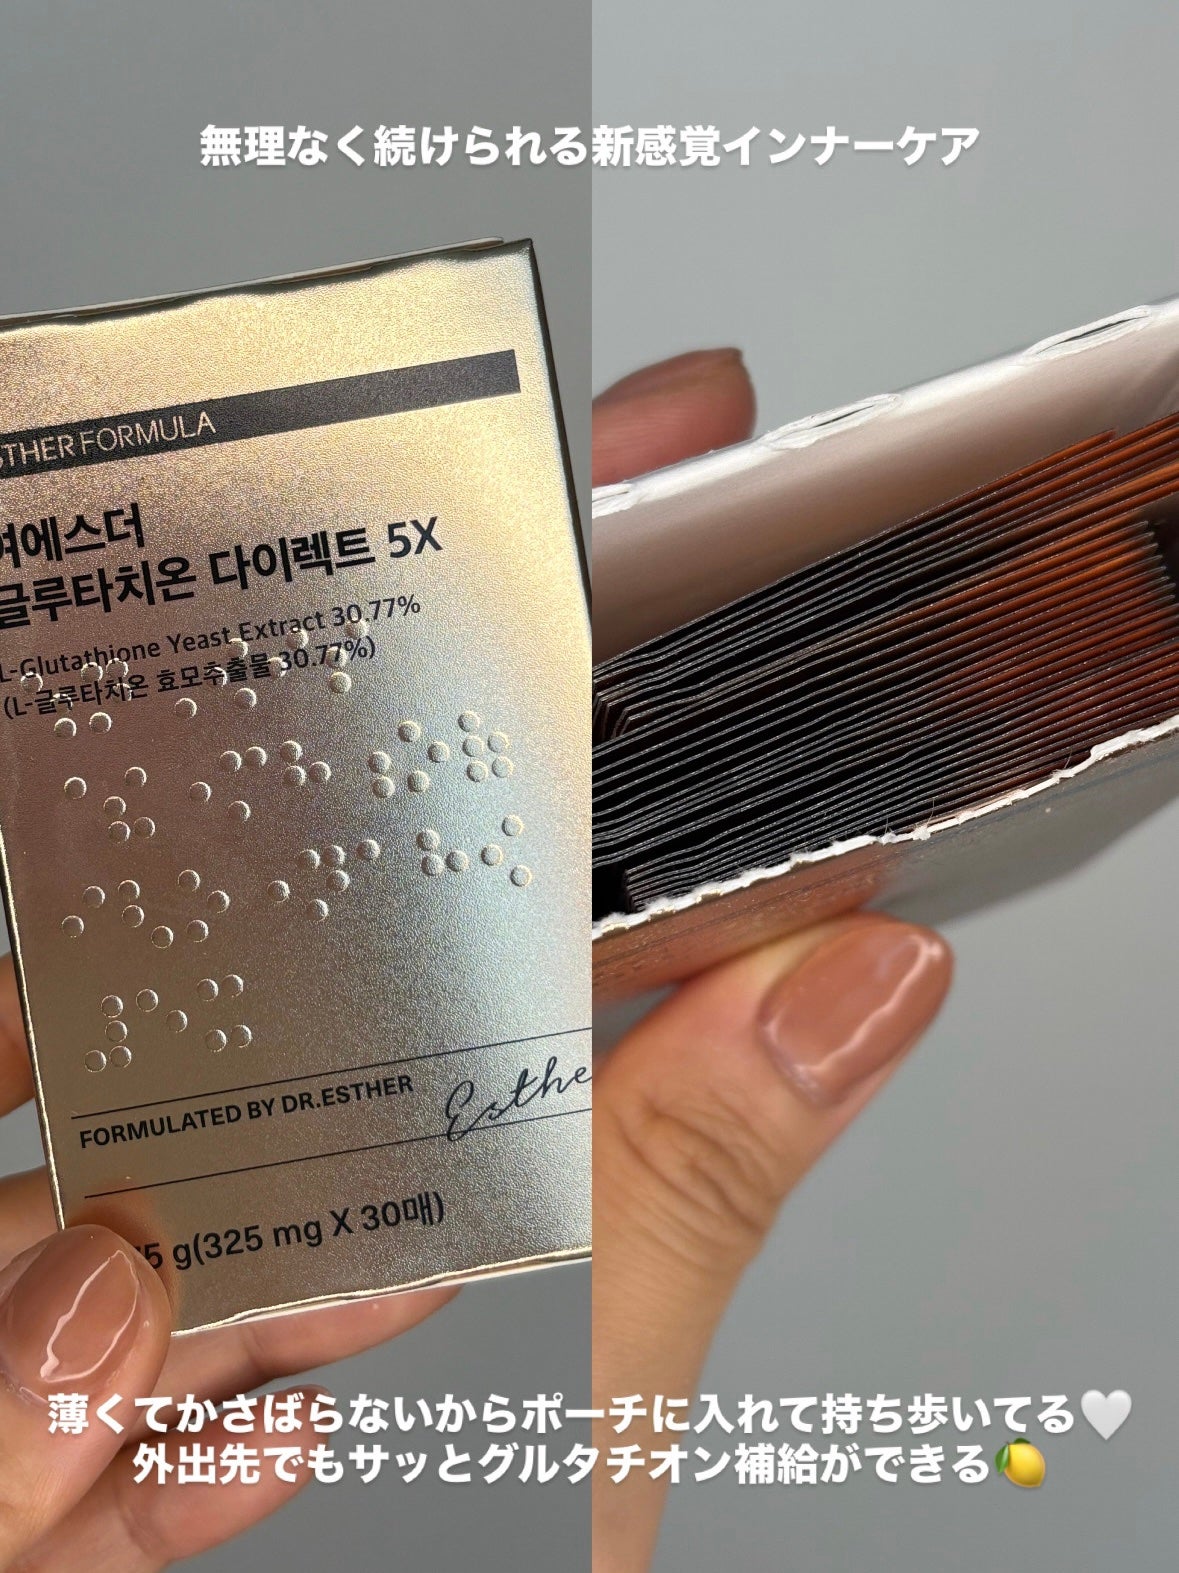 無理なく続けられる新感覚インナーケア
STHER FORMULA
여에스더
글루타치온 다이렉트 5X
L-Glutathione Yeast Extract 30.77%
(L-글루타치온 효모추출물 30.77%)
FORMULATED BY DR.ESTHER
Esthe
75 g(325 mg X 30매)
薄くてかさばらないからポーチに入れて持ち歩いてる🤍
外出先でもサッとグルタチオン補給ができる🍋